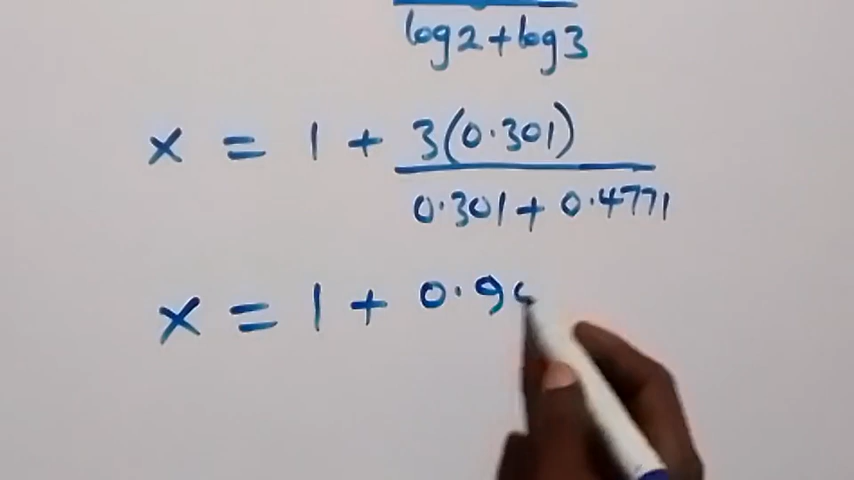 log2 + log3
x = 1 + 3(0.301)
0.301 + 0.4771
x = 1 + 0.9